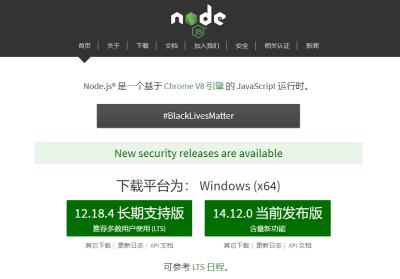 node
JS
首页 | 关于 | 下载 | 文档 | 加入我们 | 安全 | 相关认证 | 新闻
Node.js® 是一个基于 Chrome V8 引擎 的 JavaScript 运行时。
#BlackLivesMatter
New security releases are available
下载平台为： Windows (x64)
12.18.4 长期支持版 14.12.0 当前发布版
推荐多数用户使用 (LTS) 含最新功能
其它下载 | 更新日志 | API 文档 其它下载 | 更新日志 | API 文档
可参考 LTS 日程。